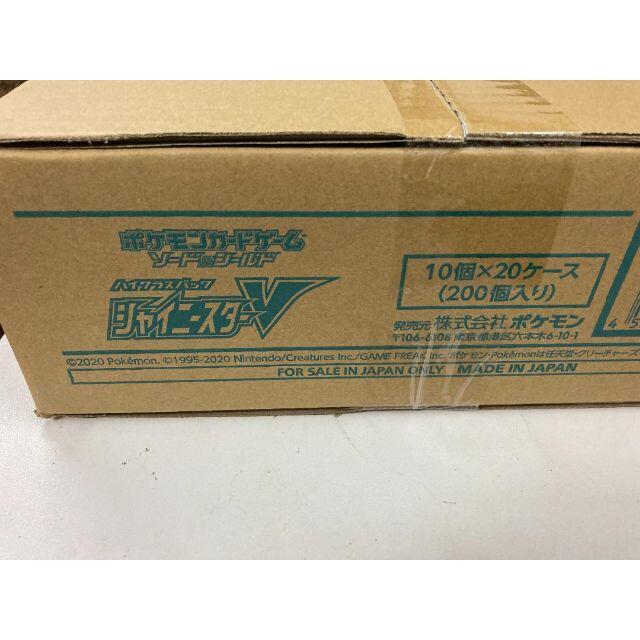 ポケモンカードゲーム
ソード&シールド
ハイクラスパック
シャイニースターV
10個×20ケース
(200個入り)
発売元 株式会社 ポケモン
〒106-6108 東京都港区六本木6-10-1
©2020 Pokémon. ©1995-2020 Nintendo/Creatures Inc./GAME FREAK inc. ポケモン・Pokémonは任天堂・クリーチャーズ
FOR SALE IN JAPAN ONLY MADE IN JAPAN
4